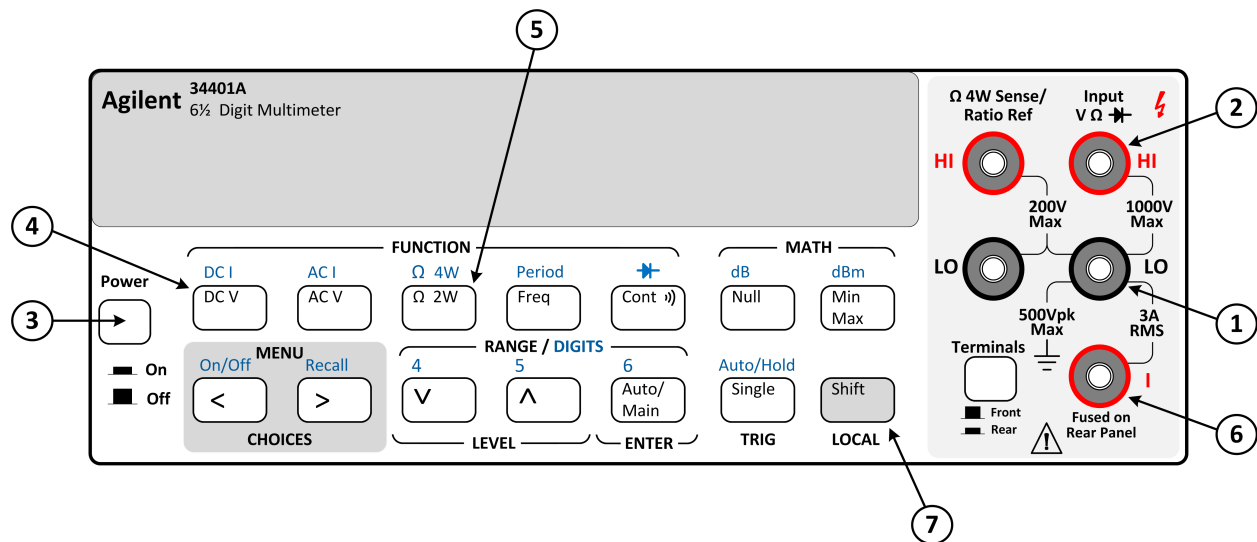 5
Agilent 34401A
6½ Digit Multimeter
Ω 4W Sense/
Ratio Ref
Input
V Ω
HI
HI
2
200V
Max
1000V
Max
4
FUNCTION
MATH
DC I
AC I
Ω 4W
Period
dB
dBm
LO
LO
Power
DC V
AC V
Ω 2W
Freq
Cont
Null
Min
Max
3
500Vpk
Max
3A
RMS
1
MENU
RANGE / DIGITS
On/Off
Recall
4
5
6
Auto/Hold
Terminals
On
Off
<
>
˅
˄
Auto/
Main
Single
Shift
I
Front
Rear
Fused on
Rear Panel
6
CHOICES
LEVEL
ENTER
TRIG
LOCAL
7